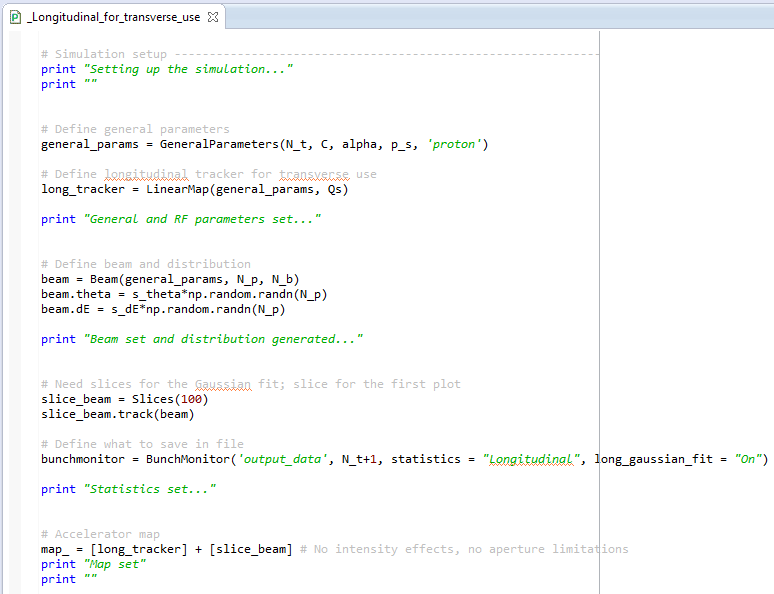 _Longitudinal_for_transverse_use
# Simulation setup -------------------------------------------------------------
print "Setting up the simulation..."
print ""
# Define general parameters
general_params = GeneralParameters(N_t, C, alpha, p_s, 'proton')
# Define longitudinal tracker for transverse use
long_tracker = LinearMap(general_params, Qs)
print "General and RF parameters set..."
# Define beam and distribution
beam = Beam(general_params, N_p, N_b)
beam.theta = s_theta*np.random.randn(N_p)
beam.dE = s_dE*np.random.randn(N_p)
print "Beam set and distribution generated..."
# Need slices for the Gaussian fit; slice for the first plot
slice_beam = Slices(100)
slice_beam.track(beam)
# Define what to save in file
bunchmonitor = BunchMonitor('output_data', N_t+1, statistics = "Longitudinal", long_gaussian_fit = "On")
print "Statistics set..."
# Accelerator map
map_ = [long_tracker] + [slice_beam] # No intensity effects, no aperture limitations
print "Map set"
print ""